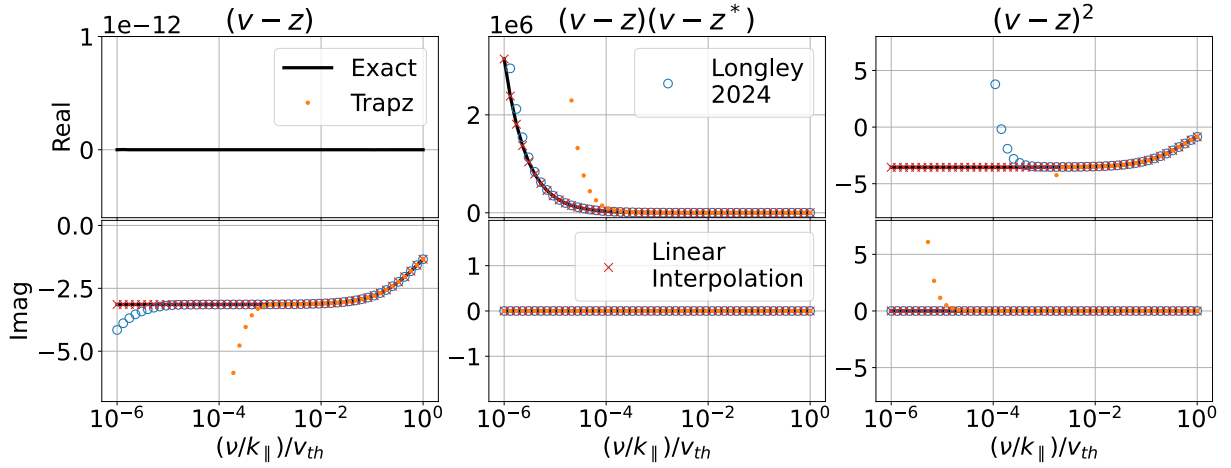 (v − z)
(v − z)(v − z*)
(v − z)²
1e−12
1
0
Real
Exact
Trapz
1e6
2
0
Longley
2024
5
0
−5
0.0
−2.5
−5.0
Imag
1
0
−1
Linear
Interpolation
5
0
−5
10⁻⁶ 10⁻⁴ 10⁻² 10⁰
10⁻⁶ 10⁻⁴ 10⁻² 10⁰
10⁻⁶ 10⁻⁴ 10⁻² 10⁰
(ν/k∥)/vₜₕ
(ν/k∥)/vₜₕ
(ν/k∥)/vₜₕ